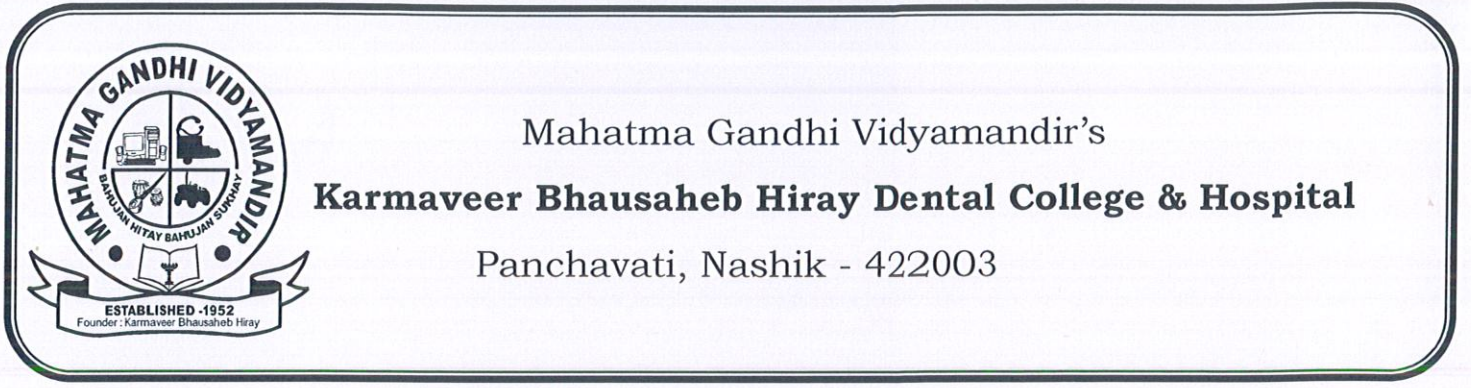 MAHATMA GANDHI VIDYAMANDIR
BAHUJAN HITAY BAHUJAN SUKHAY
ESTABLISHED -1952
Founder : Karmaveer Bhausaheb Hiray
Mahatma Gandhi Vidyamandir's
Karmaveer Bhausaheb Hiray Dental College & Hospital
Panchavati, Nashik - 422003